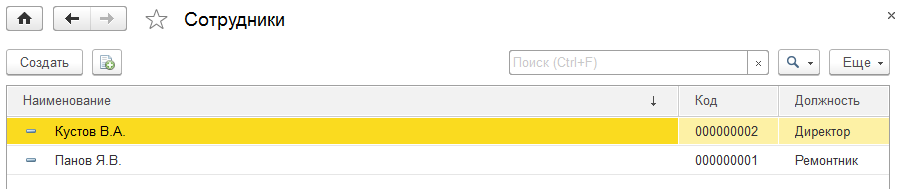 Сотрудники
Создать Поиск (Ctrl+F) Еще
Наименование Код Должность
Кустов В.А. 000000002 Директор
Панов Я.В. 000000001 Ремонтник